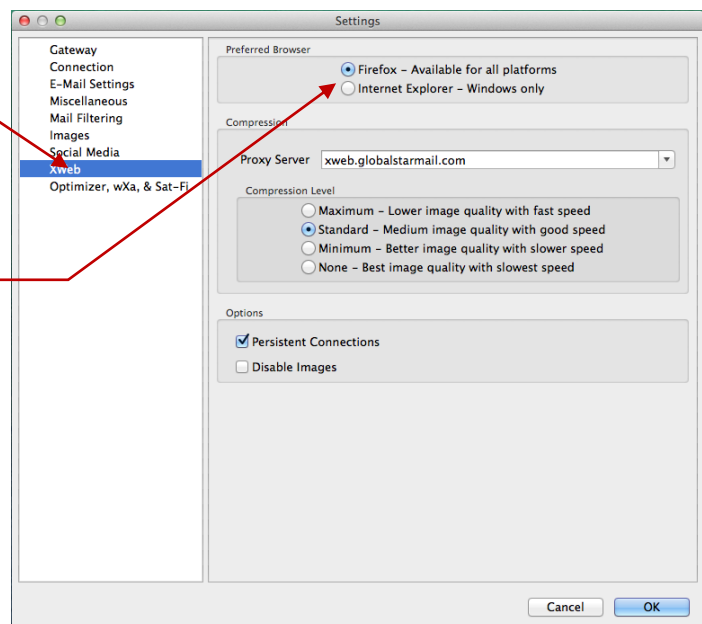 Settings
Gateway
Connection
E-Mail Settings
Miscellaneous
Mail Filtering
Images
Social Media
Xweb
Optimizer, wXa, & Sat-Fi
Preferred Browser
Firefox – Available for all platforms
Internet Explorer – Windows only
Compression
Proxy Server xweb.globalstarmail.com
Compression Level
Maximum – Lower image quality with fast speed
Standard – Medium image quality with good speed
Minimum – Better image quality with slower speed
None – Best image quality with slowest speed
Options
Persistent Connections
Disable Images
Cancel OK